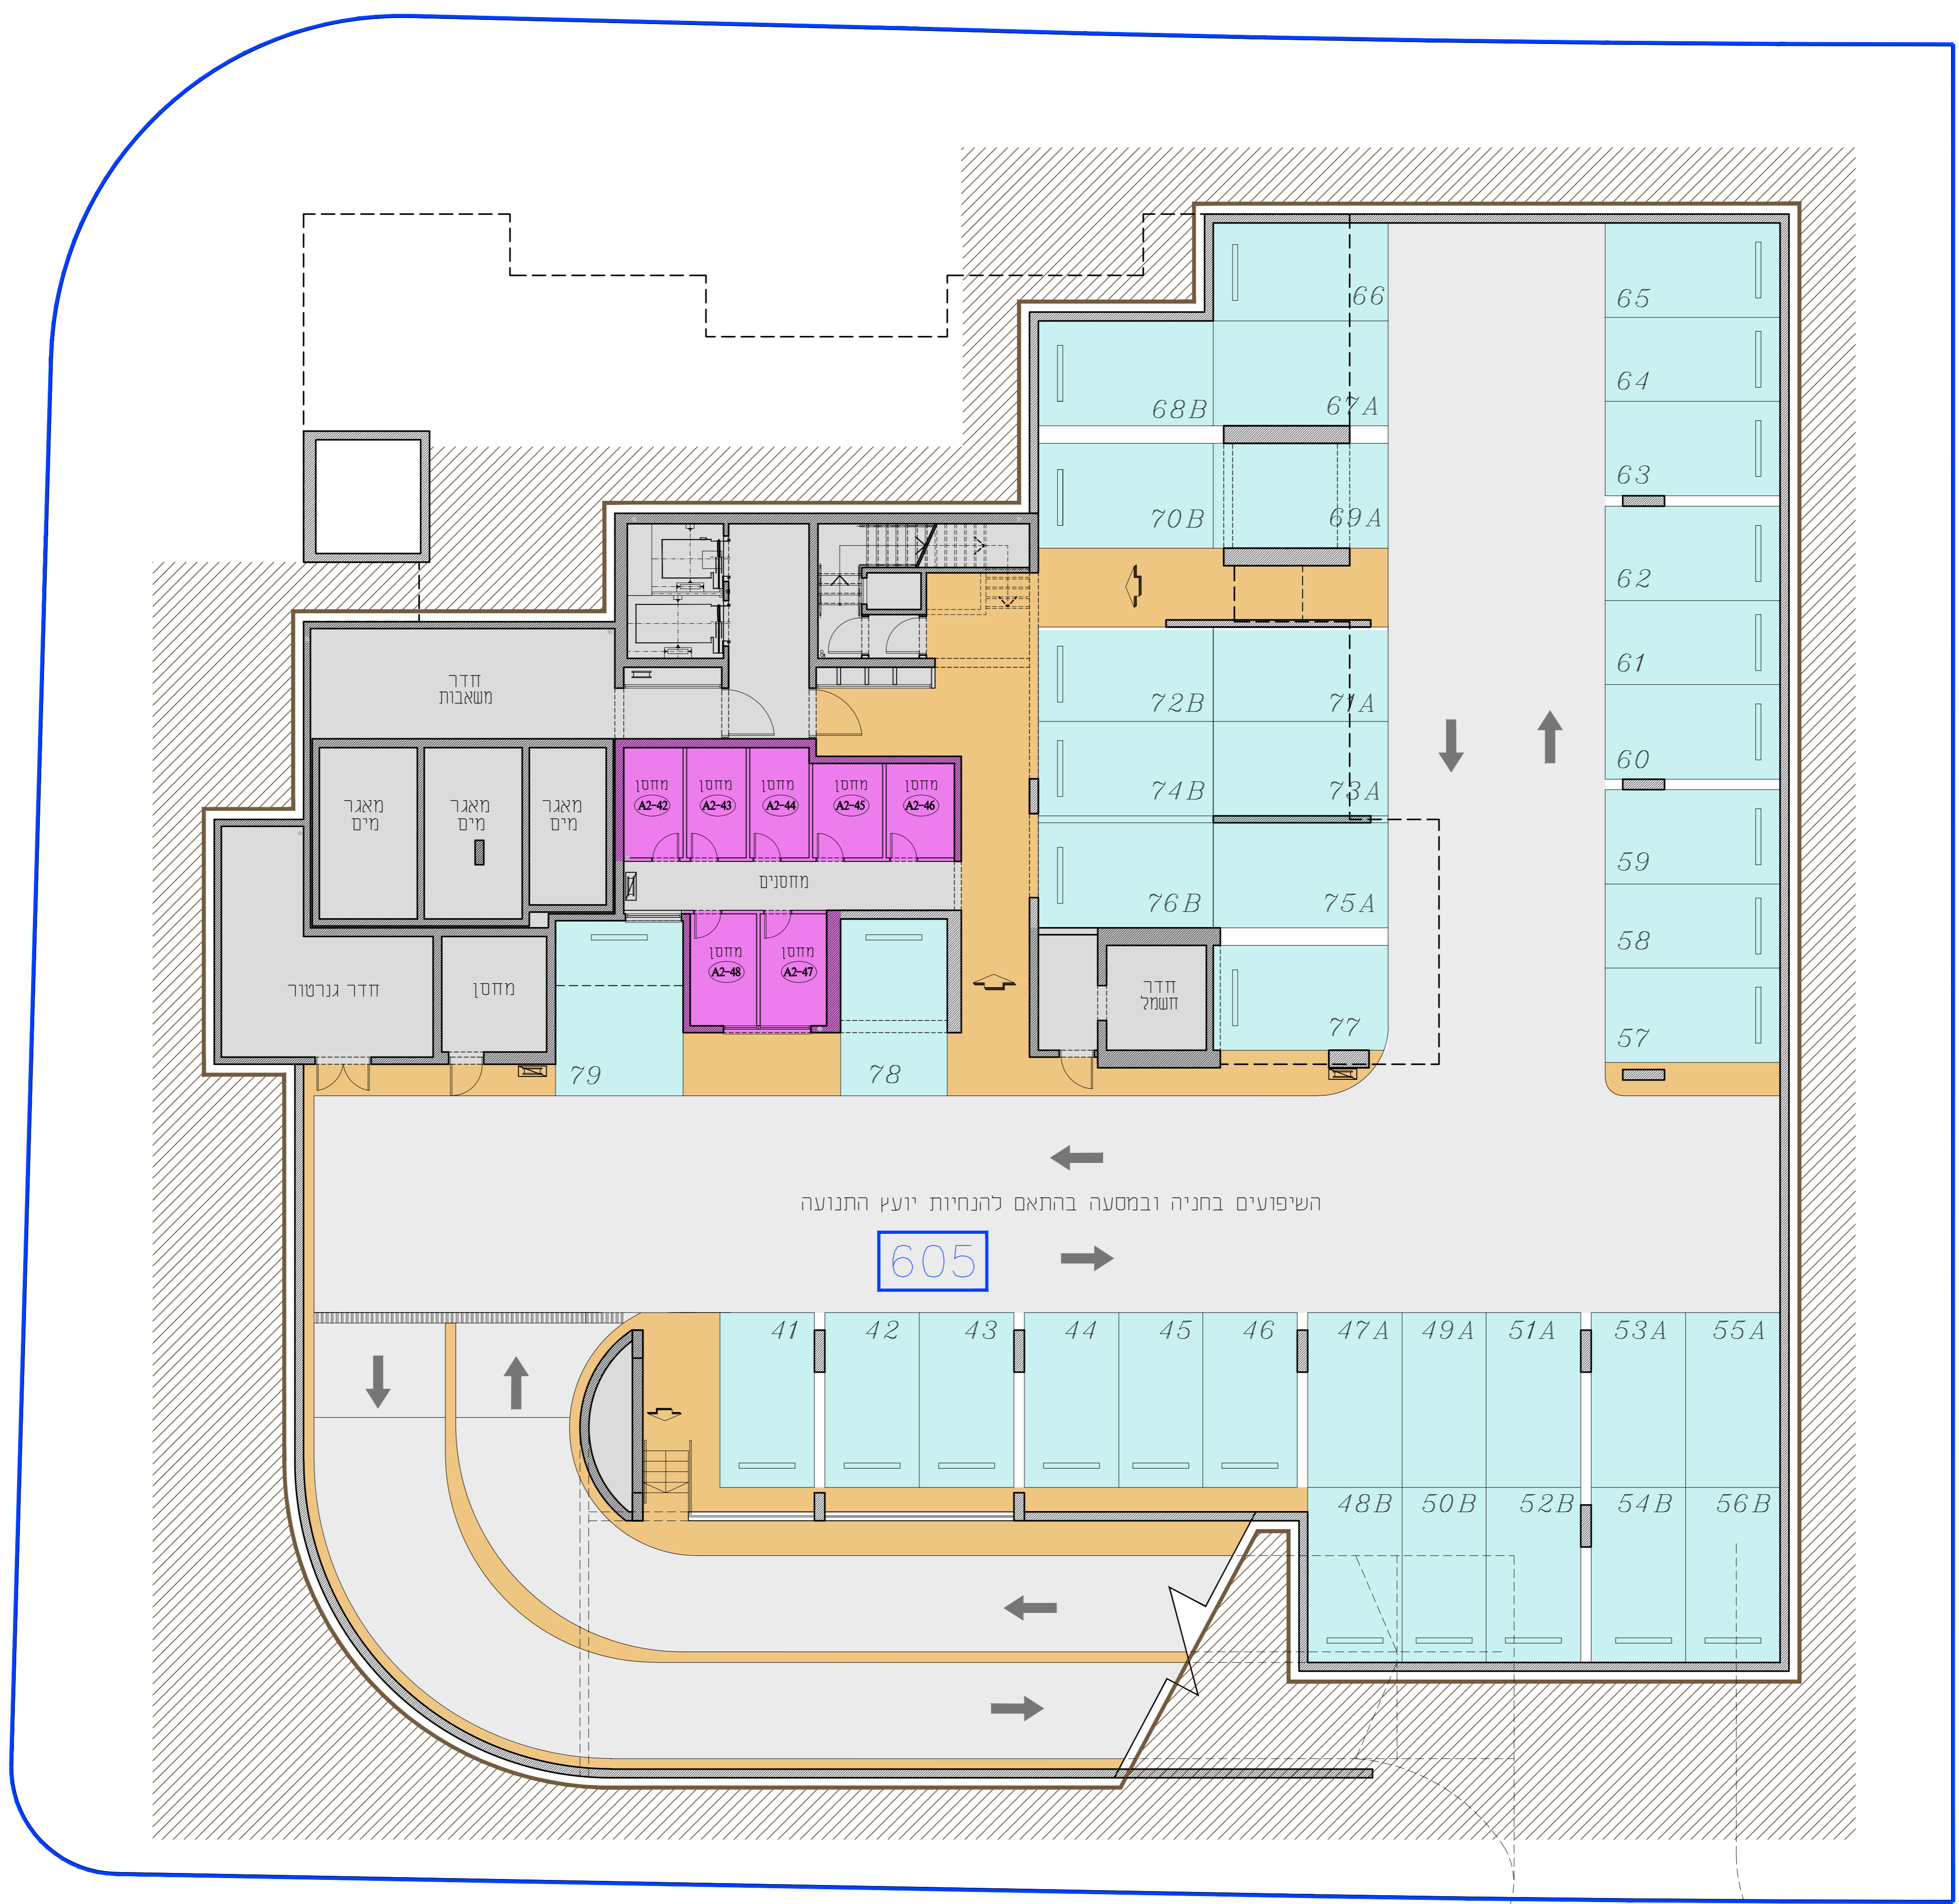 66
65
64
68B
67A
63
70B
69A
62
61
חדר
משאבות
72B
71A
60
מחסן
A2-42
מחסן
A2-43
מחסן
A2-44
מחסן
A2-45
מחסן
A2-46
74B
73A
מאגר
מים
מאגר
מים
מאגר
מים
59
מחסנים
76B
75A
58
מחסן
A2-48
מחסן
A2-47
חדר גנרטור
מחסן
חדר
חשמל
77
57
79
78
השיפועים בחניה ובמסעה בהתאם להנחיות יועץ התנועה
605
41
42
43
44
45
46
47A
49A
51A
53A
55A
48B
50B
52B
54B
56B